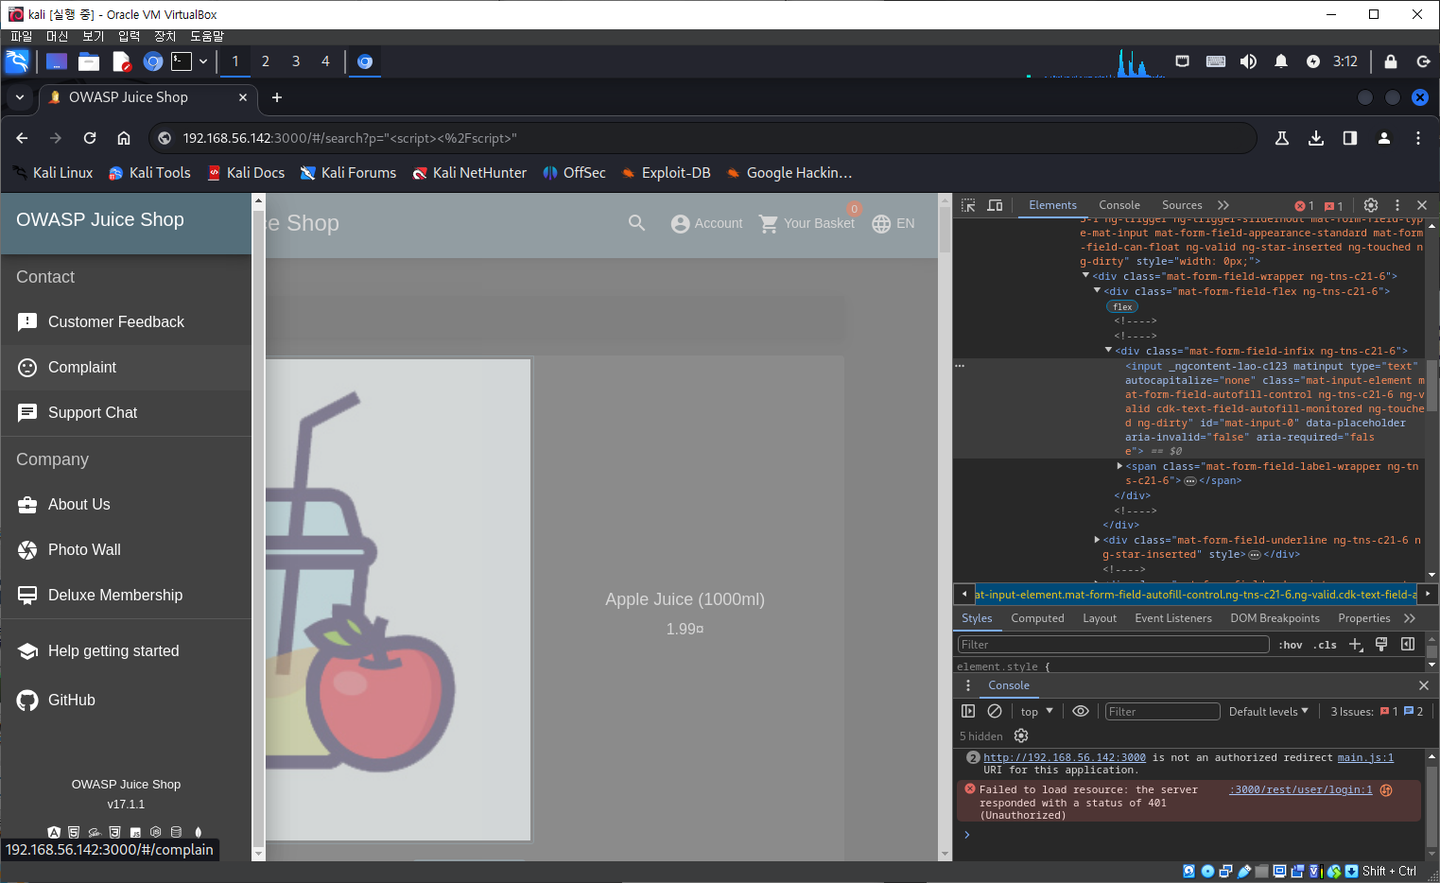 kali [실행 중] - Oracle VM VirtualBox
파일 머신 보기 입력 장치 도움말
1 2 3 4 3:12
OWASP Juice Shop
192.168.56.142:3000/#/search?p="<script><%2Fscript>"
Kali Linux Kali Tools Kali Docs Kali Forums Kali NetHunter OffSec Exploit-DB Google Hackin…
OWASP Juice Shop
Contact
Customer Feedback
Complaint
Support Chat
Company
About Us
Photo Wall
Deluxe Membership
Help getting started
GitHub
OWASP Juice Shop
v17.1.1
192.168.56.142:3000/#/complain
ce Shop
Account
Your Basket
0
EN
Apple Juice (1000ml)
1.99¤
Elements Console Sources 1 1
e-mat-input mat-form-field-appearance-standard mat-form
-field-can-float ng-valid ng-star-inserted ng-touched n
g-dirty" style="width: 0px;">
<div class="mat-form-field-wrapper ng-tns-c21-6">
<div class="mat-form-field-flex ng-tns-c21-6">
flex
<!---->
<!---->
<div class="mat-form-field-infix ng-tns-c21-6">
<input _ngcontent-lao-c123 matinput type="text"
autocapitalize="none" class="mat-input-element m
at-form-field-autofill-control ng-tns-c21-6 ng-v
alid cdk-text-field-autofill-monitored ng-touche
d ng-dirty" id="mat-input-0" data-placeholder
aria-invalid="false" aria-required="fals
e"> == $0
<span class="mat-form-field-label-wrapper ng-tn
s-c21-6">…</span>
</div>
<!---->
</div>
<div class="mat-form-field-underline ng-tns-c21-6 n
g-star-inserted" style>…</div>
<!---->
at-input-element.mat-form-field-autofill-control.ng-tns-c21-6.ng-valid.cdk-text-field-a
Styles Computed Layout Event Listeners DOM Breakpoints Properties
Filter :hov .cls
element.style {
Console
top Filter Default levels 3 Issues: 1 2
5 hidden
2 http://192.168.56.142:3000 is not an authorized redirect main.js:1
URI for this application.
Failed to load resource: the server :3000/rest/user/login:1
responded with a status of 401
(Unauthorized)
Shift + Ctrl